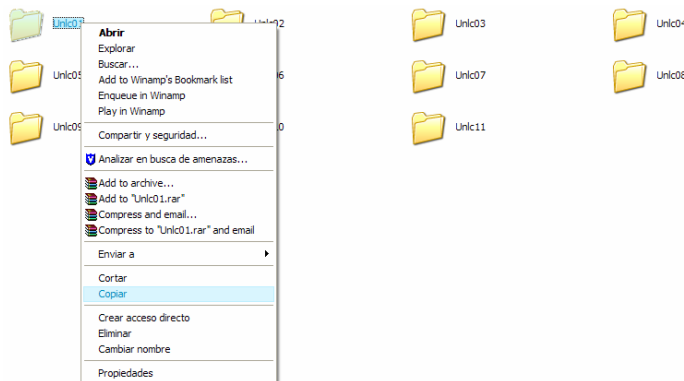 Unlc01
Unlc02
Unlc03
Unlc04
Unlc05
06
Unlc07
Unlc08
Unlc09
10
Unlc11
Abrir
Explorar
Buscar...
Add to Winamp's Bookmark list
Enqueue in Winamp
Play in Winamp
Compartir y seguridad...
Analizar en busca de amenazas...
Add to archive...
Add to "Unlc01.rar"
Compress and email...
Compress to "Unlc01.rar" and email
Enviar a
Cortar
Copiar
Crear acceso directo
Eliminar
Cambiar nombre
Propiedades